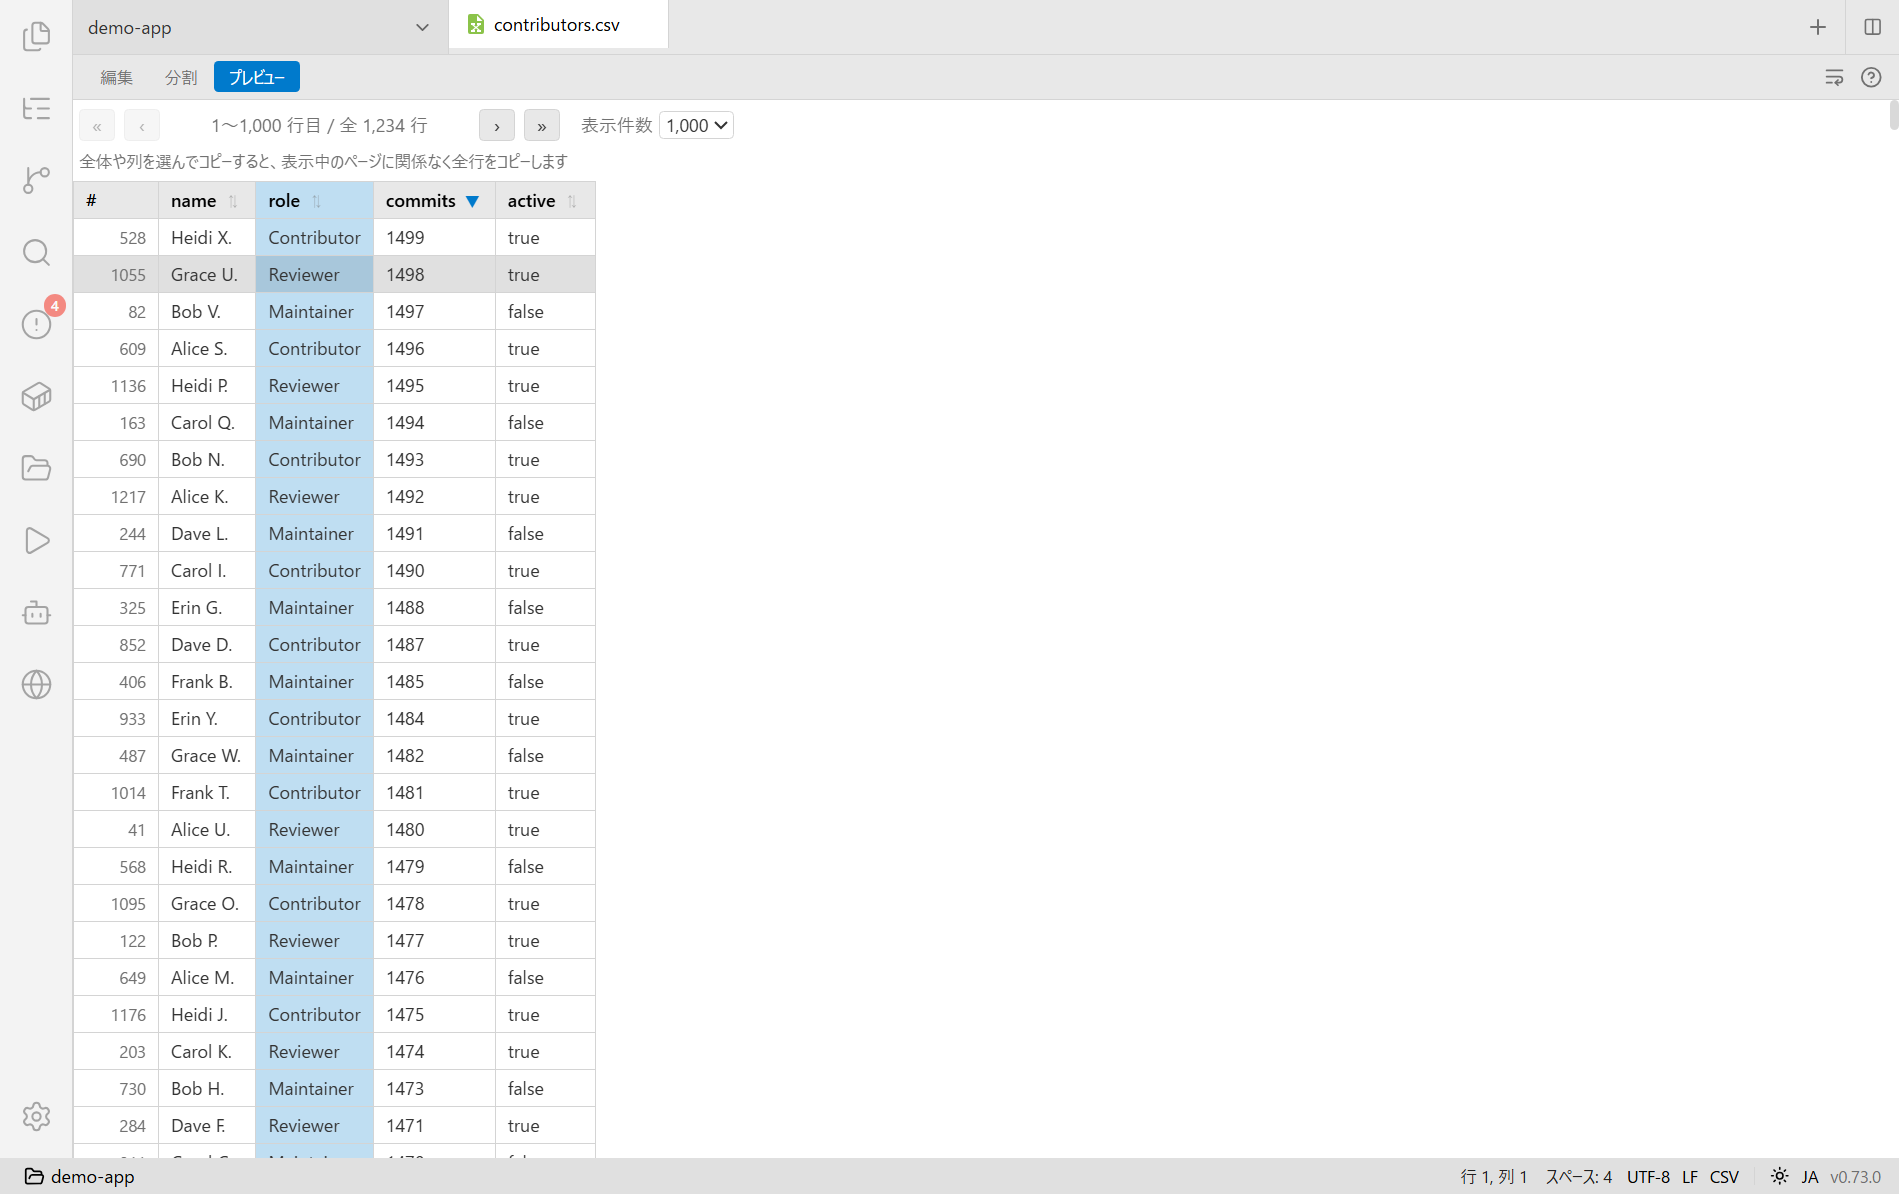 demo-app
contributors.csv
編集 分割 プレビュー
« ‹ 1～1,000 行目 / 全 1,234 行 › » 表示件数 1,000
全体や列を選んでコピーすると、表示中のページに関係なく全行をコピーします
# name role commits active
528 Heidi X. Contributor 1499 true
1055 Grace U. Reviewer 1498 true
82 Bob V. Maintainer 1497 false
4
609 Alice S. Contributor 1496 true
1136 Heidi P. Reviewer 1495 true
163 Carol Q. Maintainer 1494 false
690 Bob N. Contributor 1493 true
1217 Alice K. Reviewer 1492 true
244 Dave L. Maintainer 1491 false
771 Carol I. Contributor 1490 true
325 Erin G. Maintainer 1488 false
852 Dave D. Contributor 1487 true
406 Frank B. Maintainer 1485 false
933 Erin Y. Contributor 1484 true
487 Grace W. Maintainer 1482 false
1014 Frank T. Contributor 1481 true
41 Alice U. Reviewer 1480 true
568 Heidi R. Maintainer 1479 false
1095 Grace O. Contributor 1478 true
122 Bob P. Reviewer 1477 true
649 Alice M. Maintainer 1476 false
1176 Heidi J. Contributor 1475 true
203 Carol K. Reviewer 1474 true
730 Bob H. Maintainer 1473 false
284 Dave F. Reviewer 1471 true
demo-app
行 1, 列 1 スペース: 4 UTF-8 LF CSV JA v0.73.0